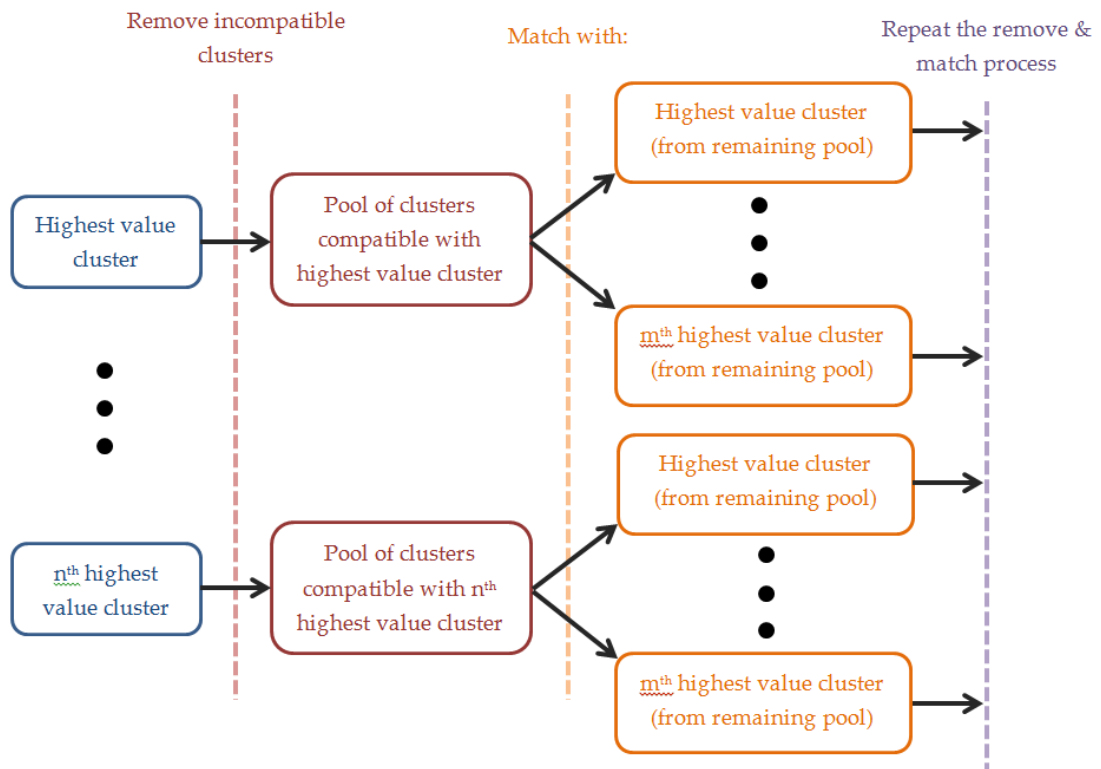 Remove incompatible
clusters
Match with:
Repeat the remove &
match process
Highest value
cluster
Pool of clusters
compatible with
highest value cluster
Highest value cluster
(from remaining pool)
mth highest value cluster
(from remaining pool)
nth highest
value cluster
Pool of clusters
compatible with nth
highest value cluster
Highest value cluster
(from remaining pool)
mth highest value cluster
(from remaining pool)